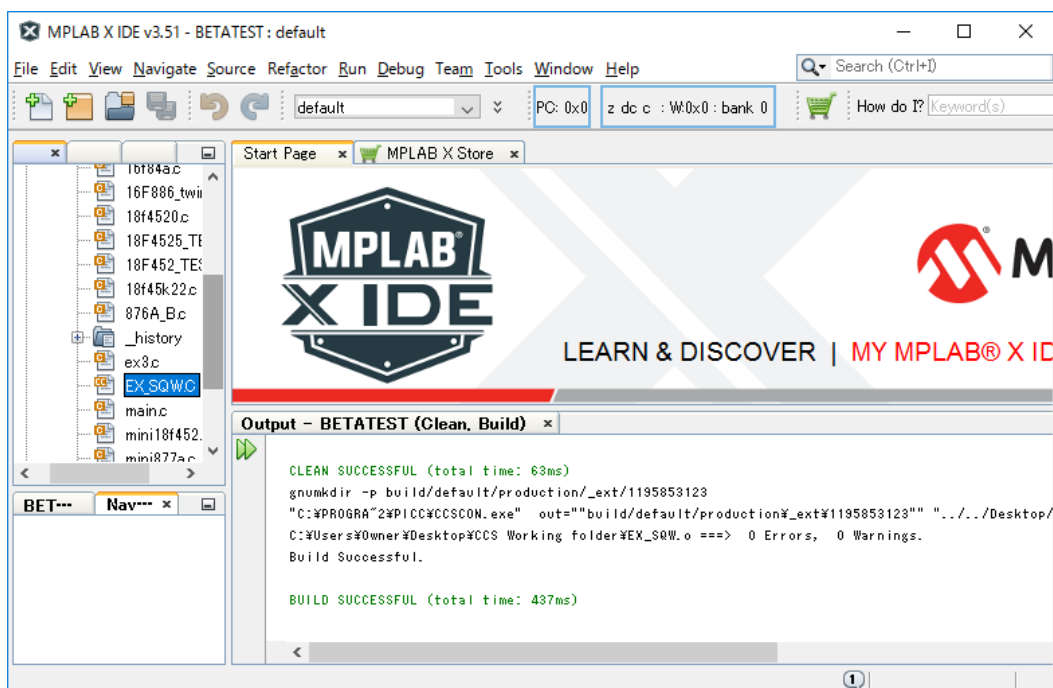 MPLAB X IDE v3.51 - BETATEST : default
File Edit View Navigate Source Refactor Run Debug Team Tools Window Help
Search (Ctrl+I)
default
PC: 0x0
z dc c : W:0x0 : bank 0
How do I?
Keyword(s)
Start Page
MPLAB X Store
16f84a.c
16F886_twi
18f4520.c
18F4525_TE
18F452_TES
18f45k22.c
876A_B.c
_history
ex3.c
EX_SQW.C
main.c
mini18f452.
mini877a.c
MPLAB®
X IDE
M
LEARN & DISCOVER | MY MPLAB® X ID
BET…
Nav…
Output - BETATEST (Clean, Build)
CLEAN SUCCESSFUL (total time: 63ms)
gnumkdir -p build/default/production/_ext/1195853123
"C:¥PROGRA~2¥PICC¥CCSCON.exe" out=""build/default/production¥_ext¥1195853123"" "../../Desktop/
C:¥Users¥Owner¥Desktop¥CCS Working folder¥EX_SQW.o ===> 0 Errors, 0 Warnings.
Build Successful.
BUILD SUCCESSFUL (total time: 437ms)
1